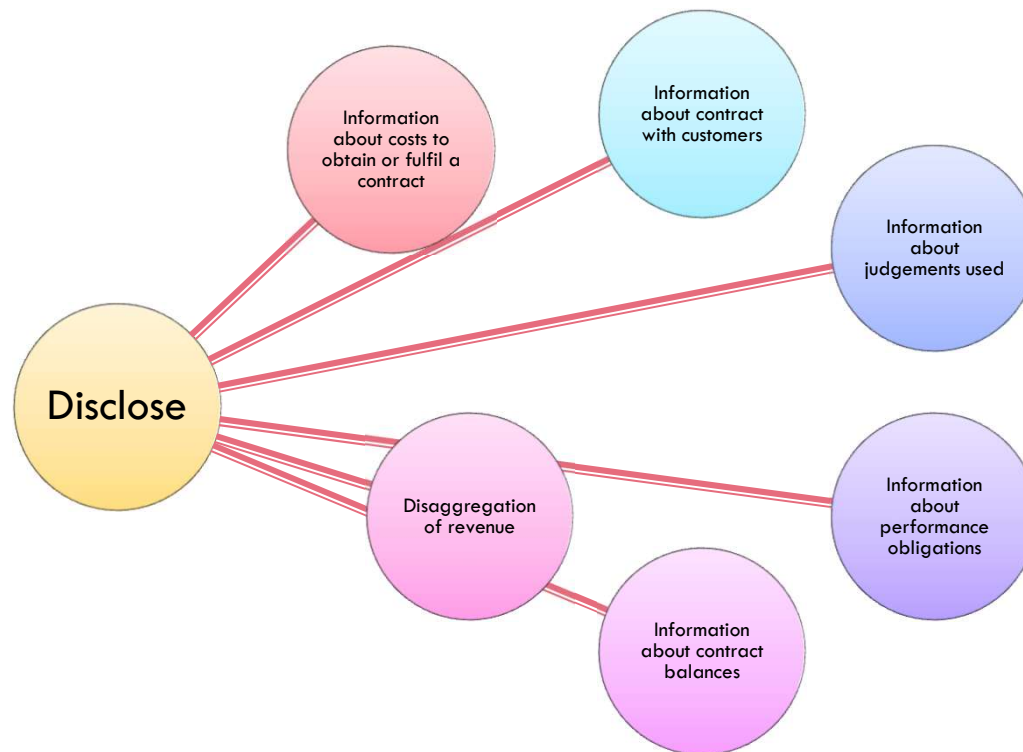 Information
about costs to
obtain or fulfil a
contract
Information
about contract
with customers
Information
about
judgements used
Disclose
Disaggregation
of revenue
Information
about
performance
obligations
Information
about contract
balances